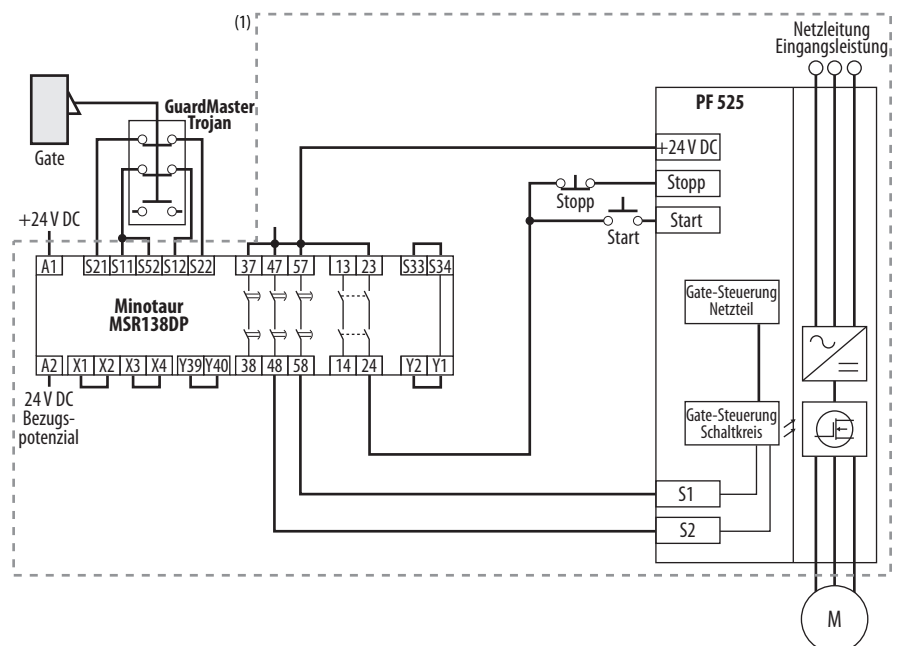 (1)
Netzleitung
Eingangsleistung
GuardMaster
Trojan
Gate
PF 525
+24 V DC
Stopp
Stopp
Start
Start
+24 V DC
A1 S21 S11 S52 S12 S22 37 47 57 13 23 S33 S34
Minotaur
MSR138DP
A2 X1 X2 X3 X4 Y39 Y40 38 48 58 14 24 Y2 Y1
24 V DC
Bezugs-
potenzial
Gate-Steuerung
Netzteil
Gate-Steuerung
Schaltkreis
S1
S2
M